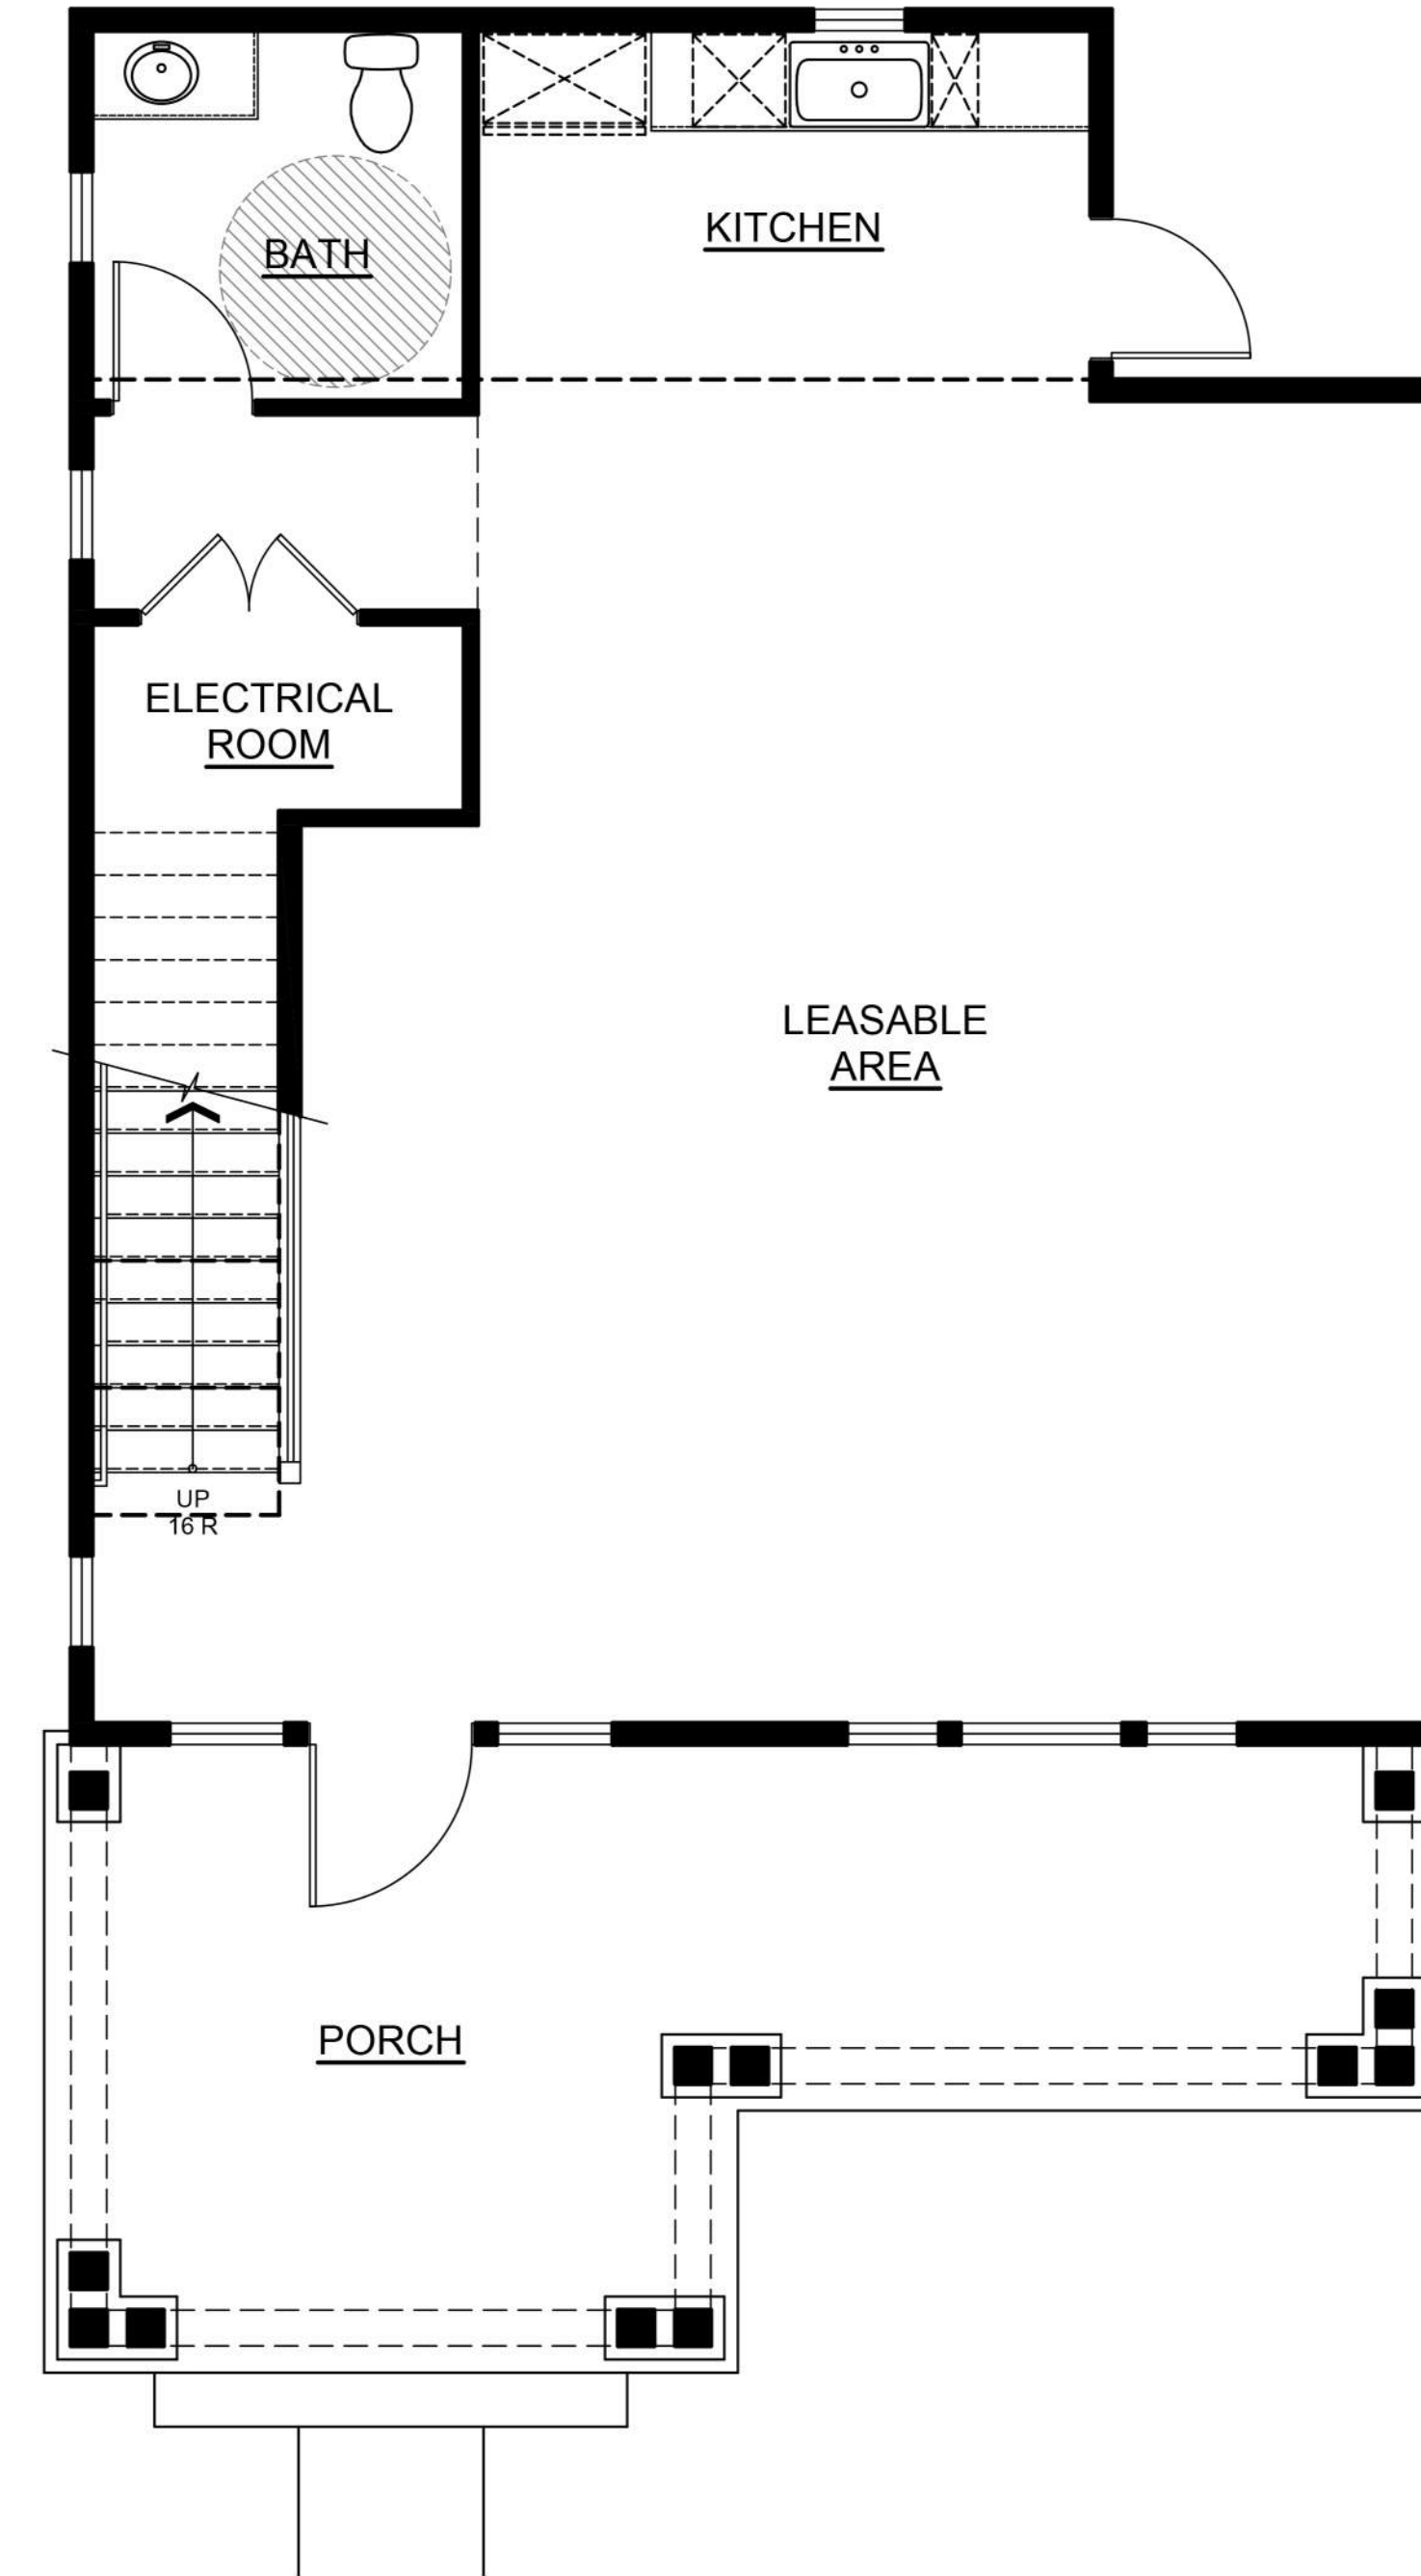 BATH
KITCHEN
ELECTRICAL
ROOM
LEASABLE
AREA
UP
16 R
PORCH